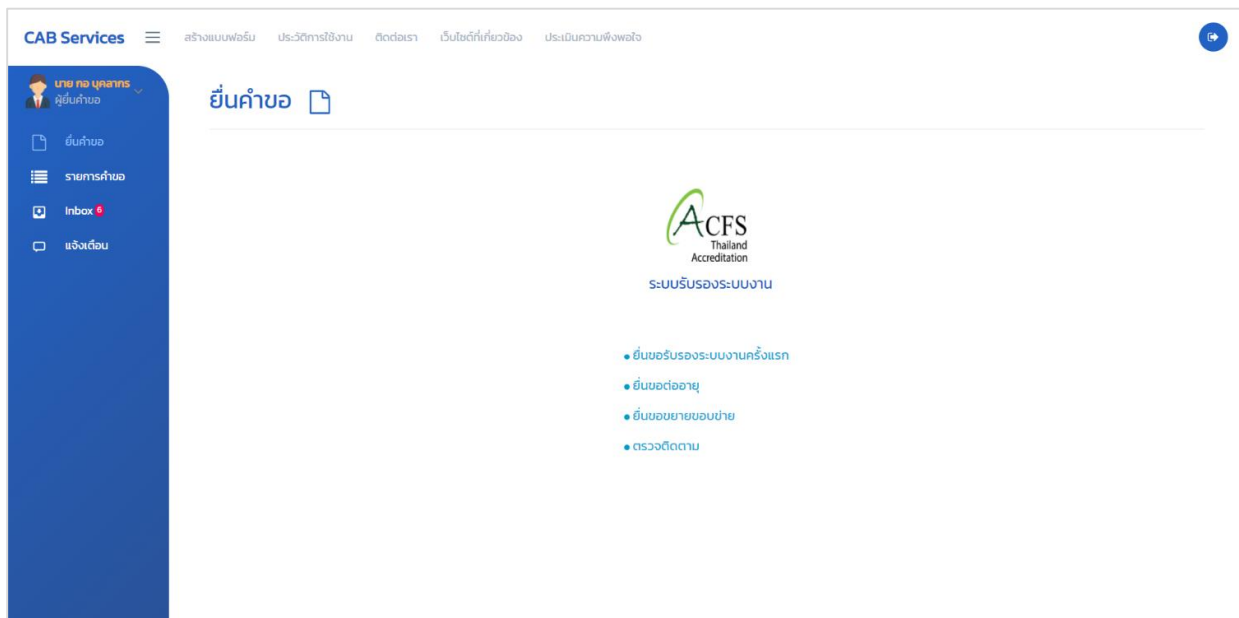 CAB Services สร้างแบบฟอร์ม ประวัติการใช้งาน ติดต่อเรา เว็บไซต์ที่เกี่ยวข้อง ประเมินความพึงพอใจ
นาย กอ บุคลากร
ผู้ยื่นคำขอ
ยื่นคำขอ
รายการคำขอ
Inbox 6
แจ้งเตือน
ยื่นคำขอ
ACFS
Thailand
Accreditation
ระบบรับรองระบบงาน
ยื่นขอรับรองระบบงานครั้งแรก
ยื่นขอต่ออายุ
ยื่นขอขยายขอบข่าย
ตรวจติดตาม